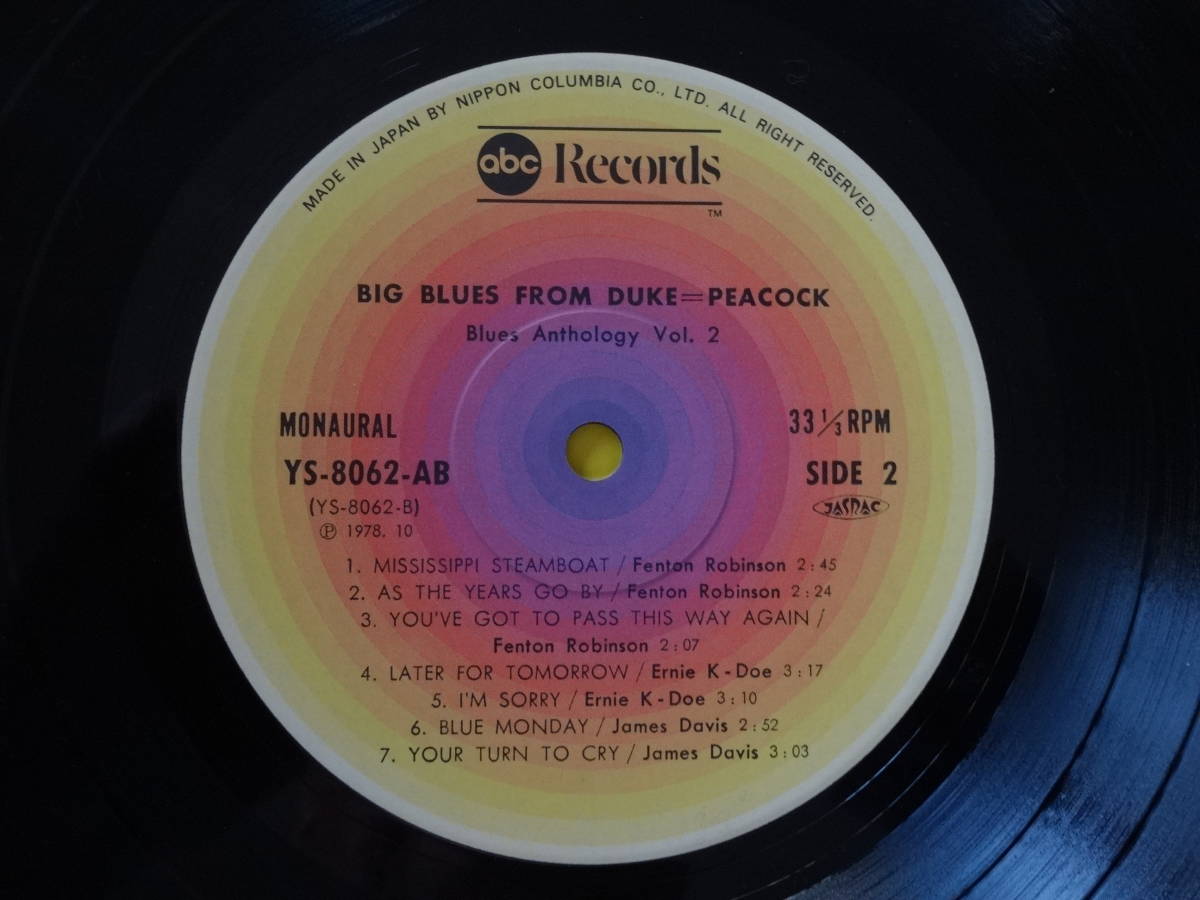 MADE IN JAPAN BY NIPPON COLUMBIA CO., LTD. ALL RIGHT RESERVED.
abc Records
TM
BIG BLUES FROM DUKE=PEACOCK
Blues Anthology Vol. 2
MONAURAL
33 1/3 RPM
YS-8062-AB
SIDE 2
(YS-8062-B)
JASRAC
℗ 1978. 10
1. MISSISSIPPI STEAMBOAT / Fenton Robinson 2:45
2. AS THE YEARS GO BY / Fenton Robinson 2:24
3. YOU'VE GOT TO PASS THIS WAY AGAIN /
Fenton Robinson 2:07
4. LATER FOR TOMORROW / Ernie K-Doe 3:17
5. I'M SORRY / Ernie K-Doe 3:10
6. BLUE MONDAY / James Davis 2:52
7. YOUR TURN TO CRY / James Davis 3:03